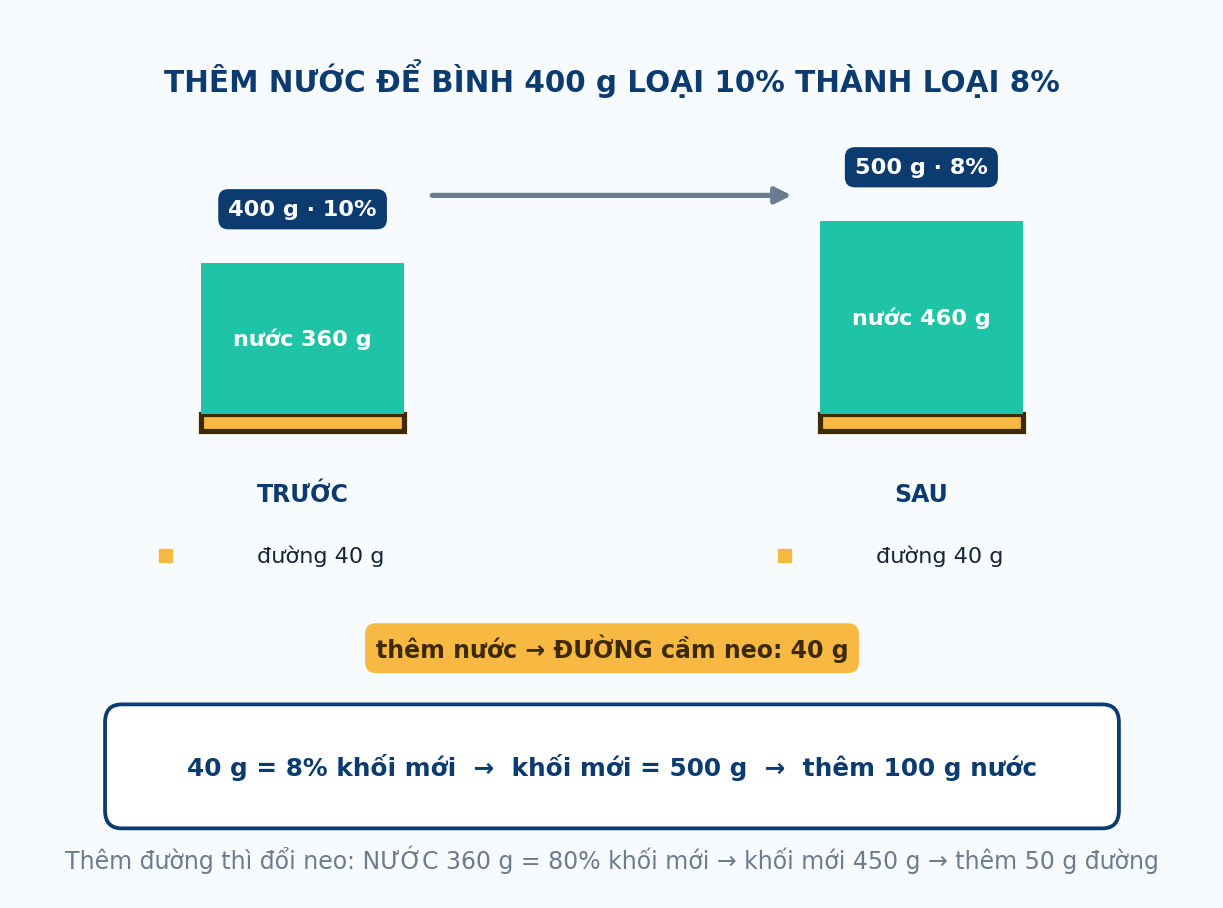 THÊM NƯỚC ĐỂ BÌNH 400 g LOẠI 10% THÀNH LOẠI 8%
400 g · 10%
500 g · 8%
nước 360 g
nước 460 g
TRƯỚC
SAU
đường 40 g
đường 40 g
thêm nước → ĐƯỜNG cầm neo: 40 g
40 g = 8% khối mới → khối mới = 500 g → thêm 100 g nước
Thêm đường thì đổi neo: NƯỚC 360 g = 80% khối mới → khối mới 450 g → thêm 50 g đường